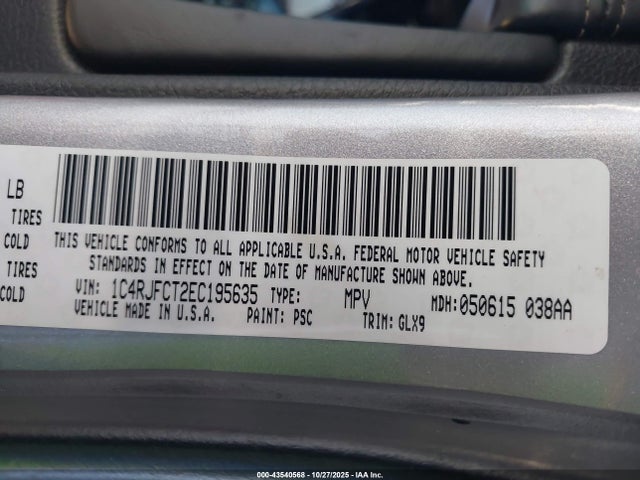 LB
TIRES
COLD
TIRES
COLD
THIS VEHICLE CONFORMS TO ALL APPLICABLE U.S.A. FEDERAL MOTOR VEHICLE SAFETY
STANDARDS IN EFFECT ON THE DATE OF MANUFACTURE SHOWN ABOVE.
VIN: 1C4RJFCT2EC195635 TYPE: MPV MDH:050615 038AA
VEHICLE MADE IN U.S.A. PAINT: PSC TRIM:GLX9
000-43540568 | 10/27/2025 | IAA Inc.